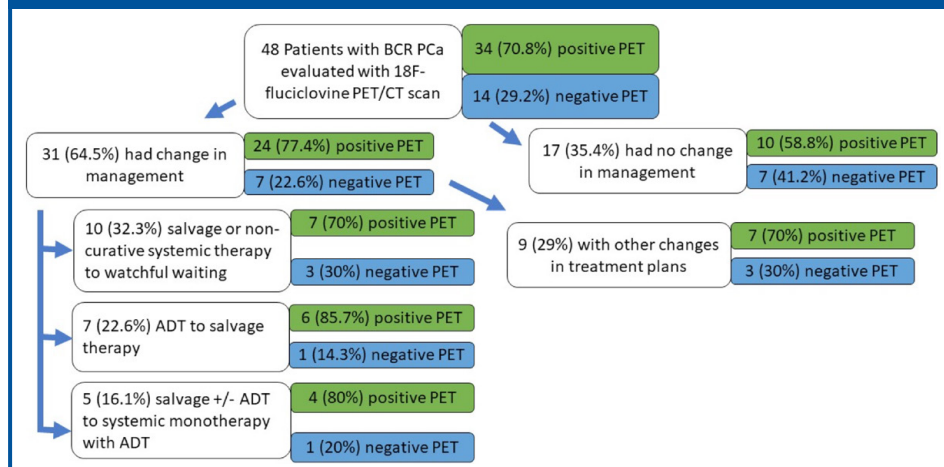 48 Patients with BCR PCa
evaluated with 18F-
fluciclovine PET/CT scan
34 (70.8%) positive PET
14 (29.2%) negative PET
31 (64.5%) had change in
management
24 (77.4%) positive PET
7 (22.6%) negative PET
17 (35.4%) had no change
in management
10 (58.8%) positive PET
7 (41.2%) negative PET
10 (32.3%) salvage or non-
curative systemic therapy
to watchful waiting
7 (70%) positive PET
3 (30%) negative PET
9 (29%) with other changes
in treatment plans
7 (70%) positive PET
3 (30%) negative PET
7 (22.6%) ADT to salvage
therapy
6 (85.7%) positive PET
1 (14.3%) negative PET
5 (16.1%) salvage +/- ADT
to systemic monotherapy
with ADT
4 (80%) positive PET
1 (20%) negative PET